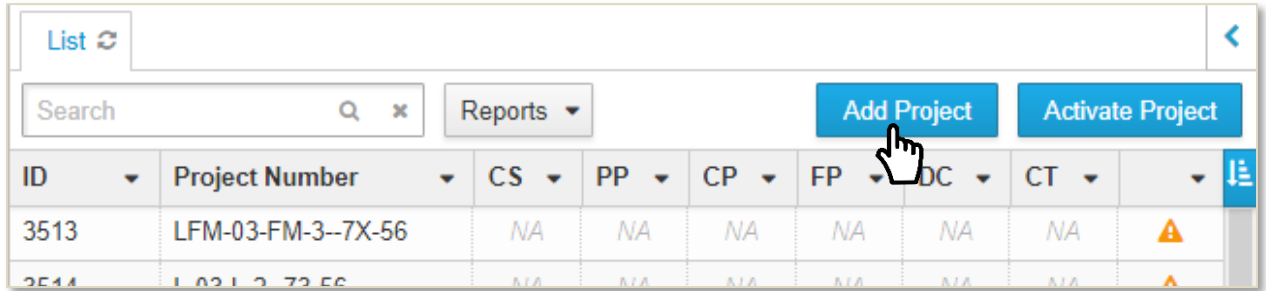 List
Search Reports Add Project Activate Project
ID Project Number CS PP CP FP DC CT
3513 LFM-03-FM-3--7X-56 NA NA NA NA NA NA